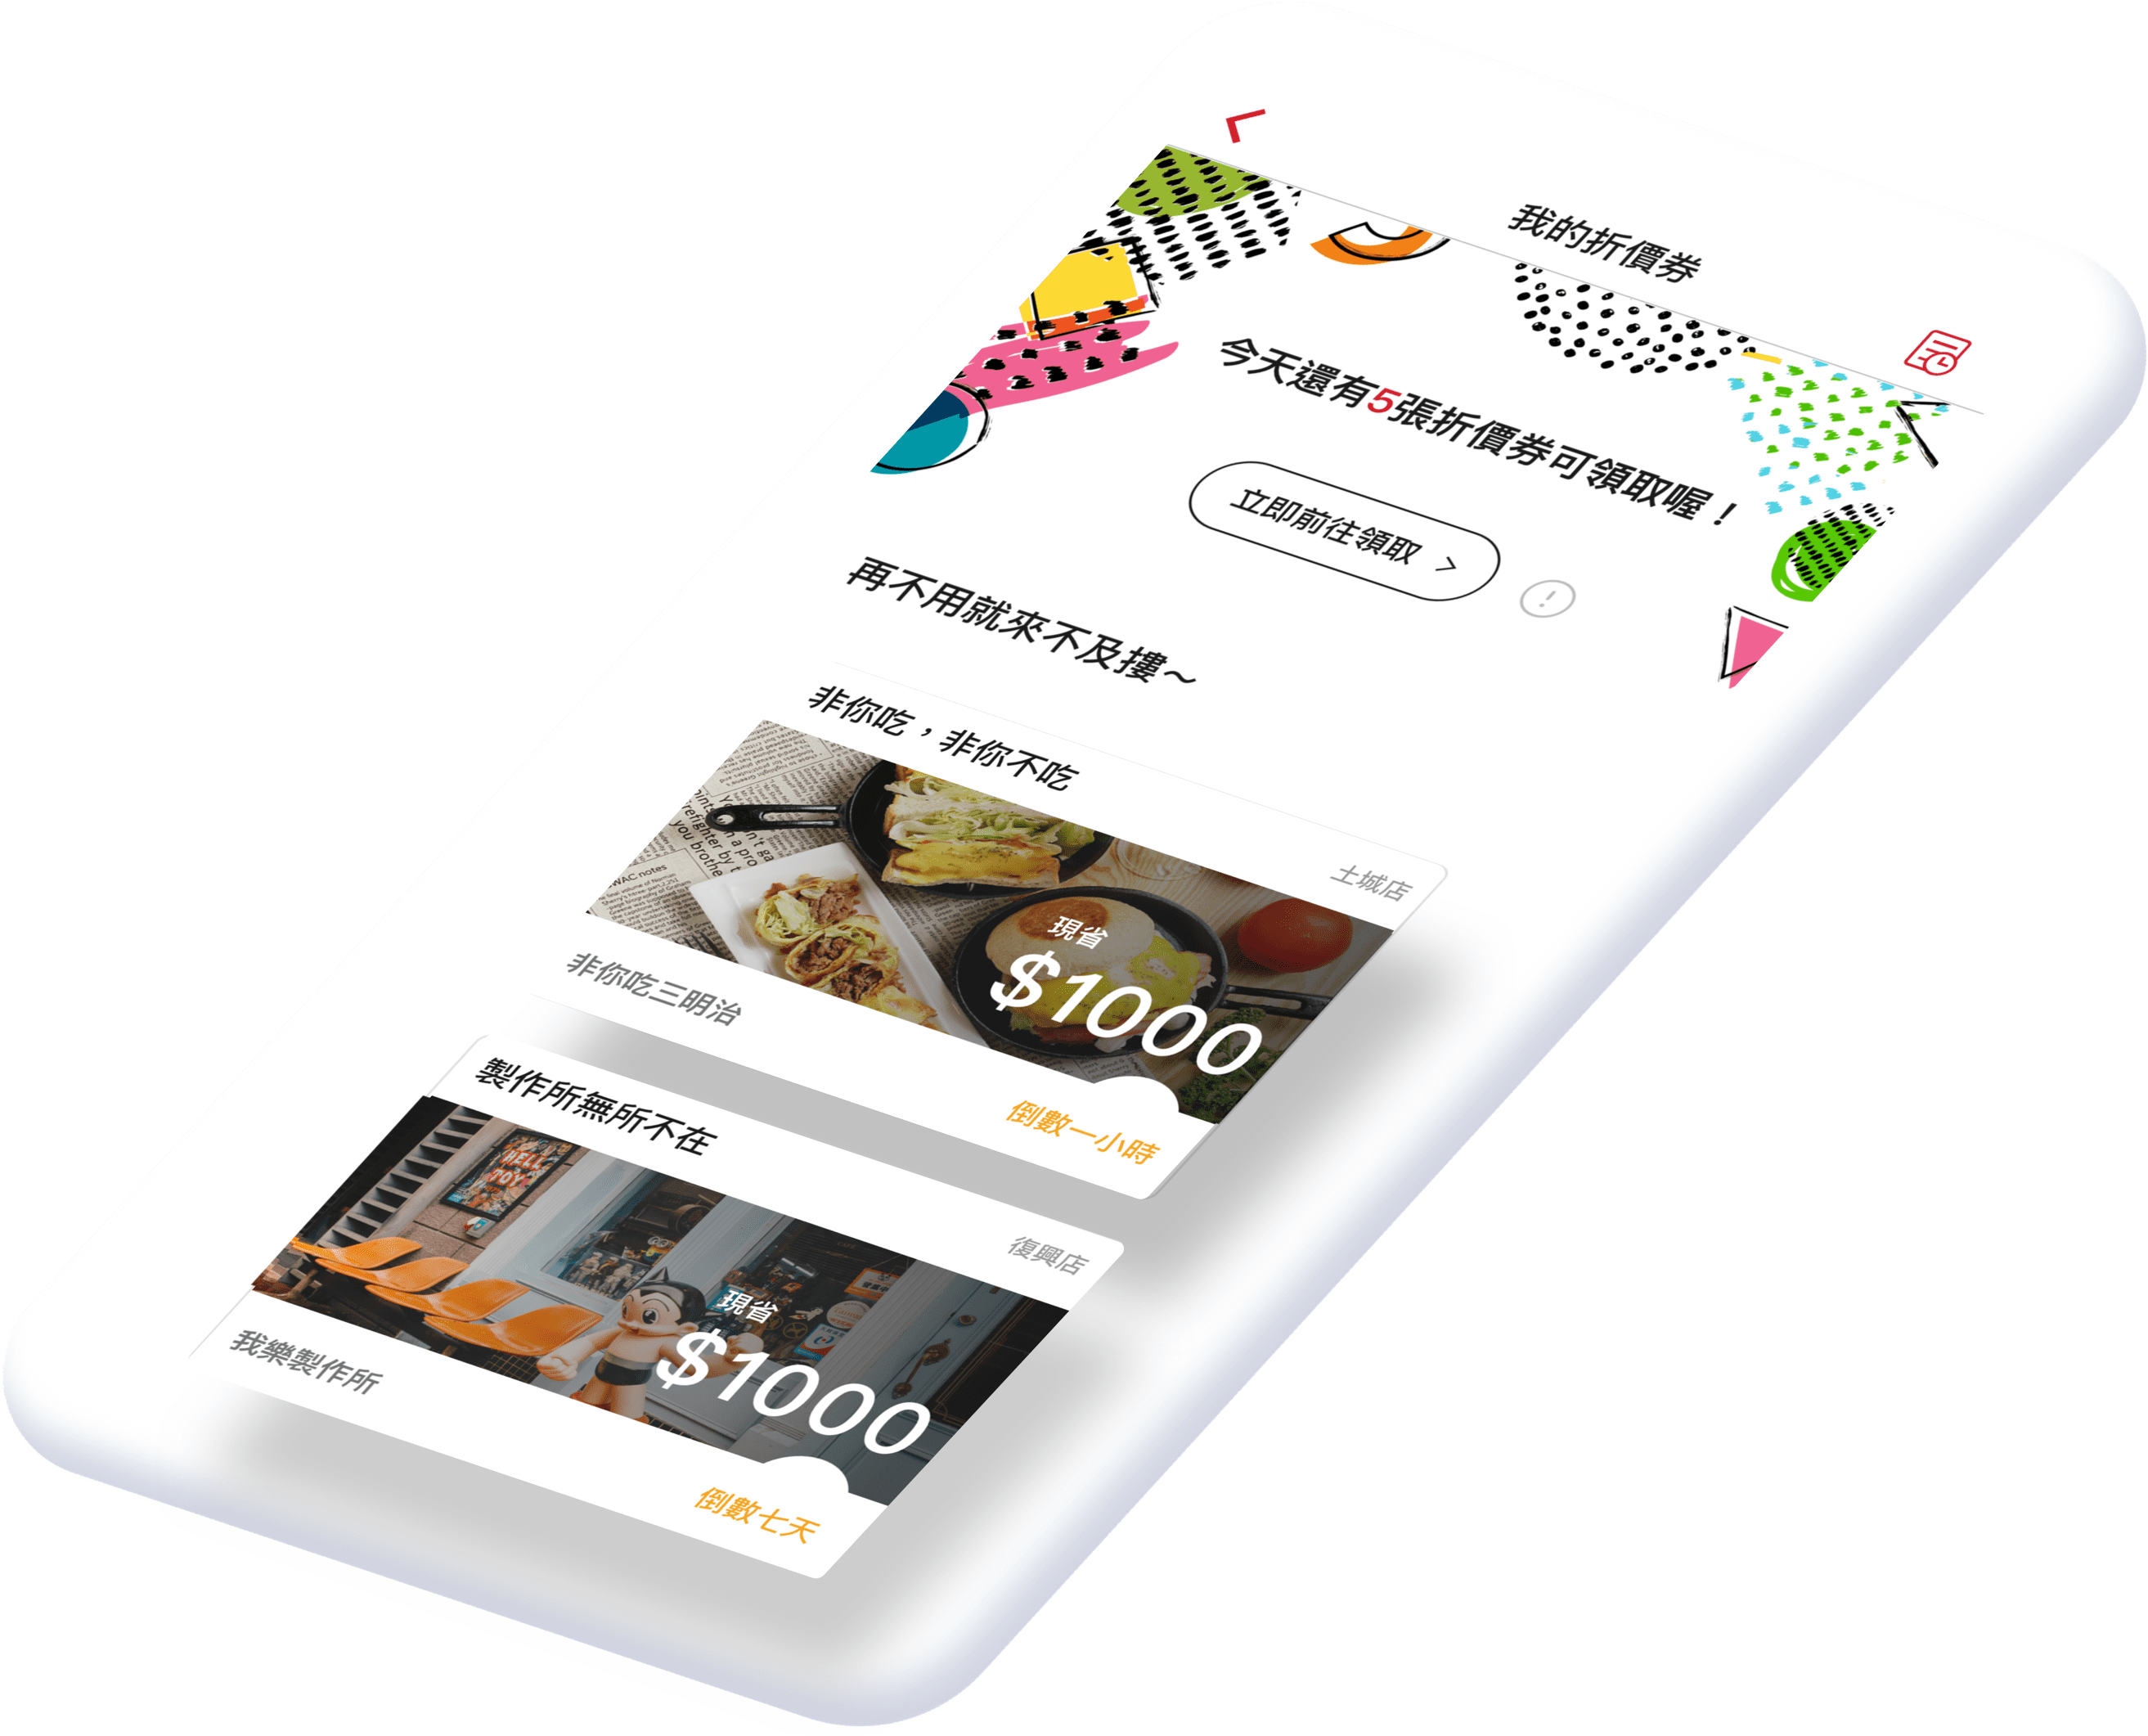 我的折價券
今天還有5張折價券可領取喔！
立即前往領取 >
再不用就來不及摟～
非你吃，非你不吃
土城店
WAC notes
現省
$1000
非你吃三明治
倒數一小時
製作所無所不在
復興店
HELL
現省
$1000
我樂製作所
倒數七天